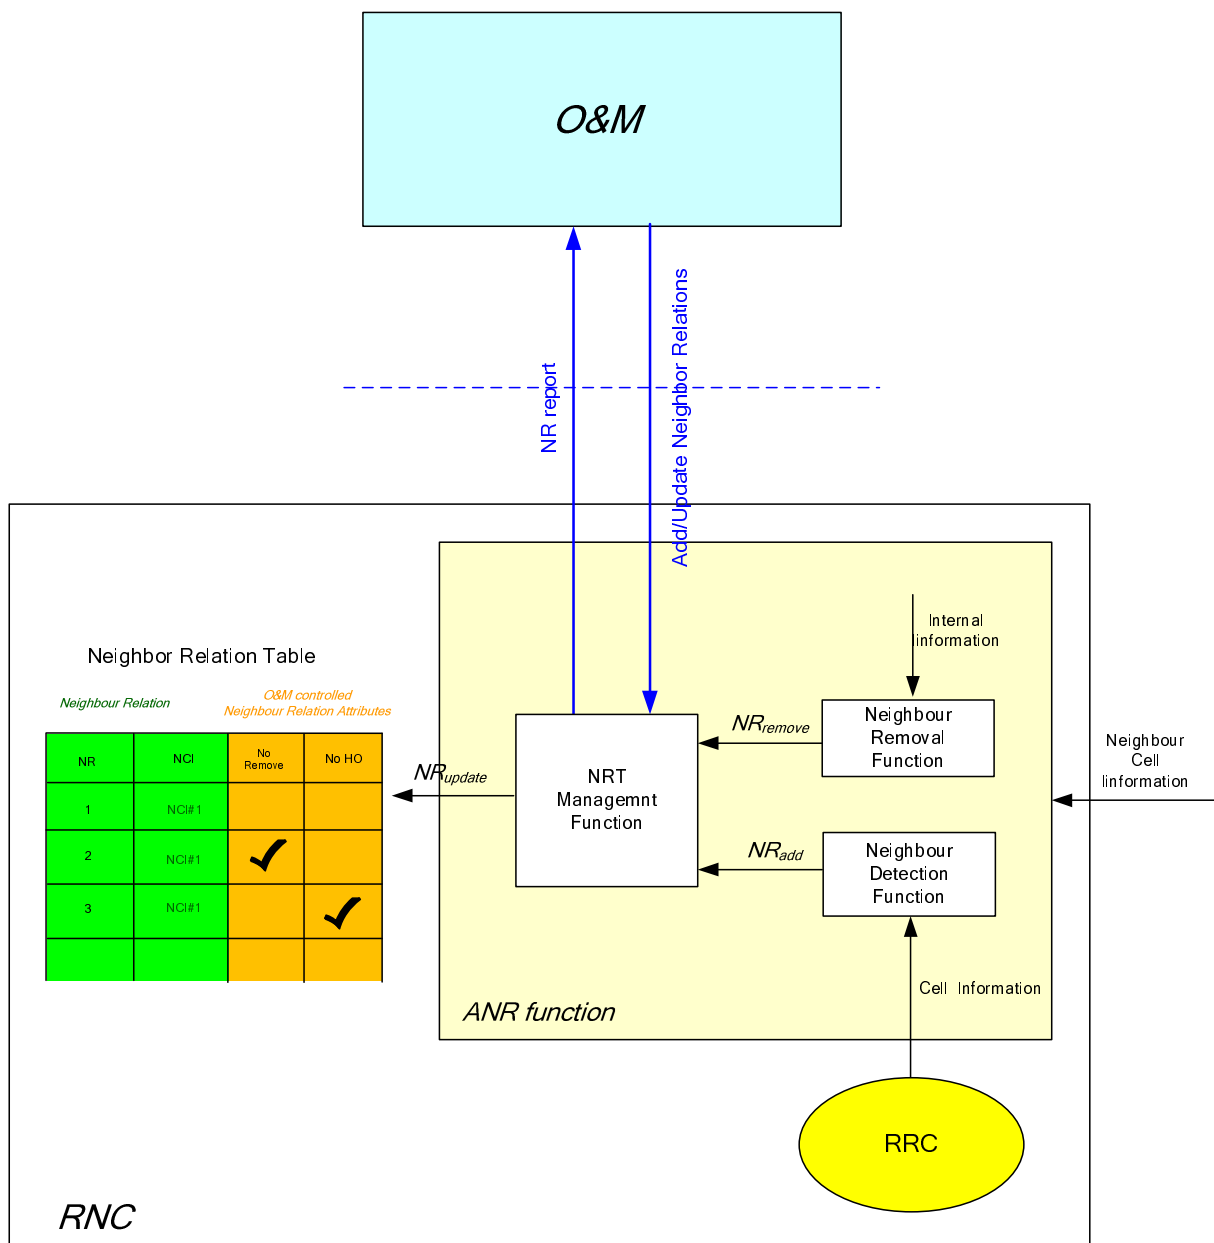 O&M
NR report
Add/Update Neighbor Relations
Internal
Iinformation
Neighbor Relation Table
Neighbour Relation
O&M controlled
Neighbour Relation Attributes
NR
NCI
No
Remove
No HO
1
NCI#1
2
NCI#1
3
NCI#1
NRupdate
NRT
Managemnt
Function
NRremove
Neighbour
Removal
Function
NRadd
Neighbour
Detection
Function
Neighbour
Cell
Iinformation
Cell Information
ANR function
RRC
RNC